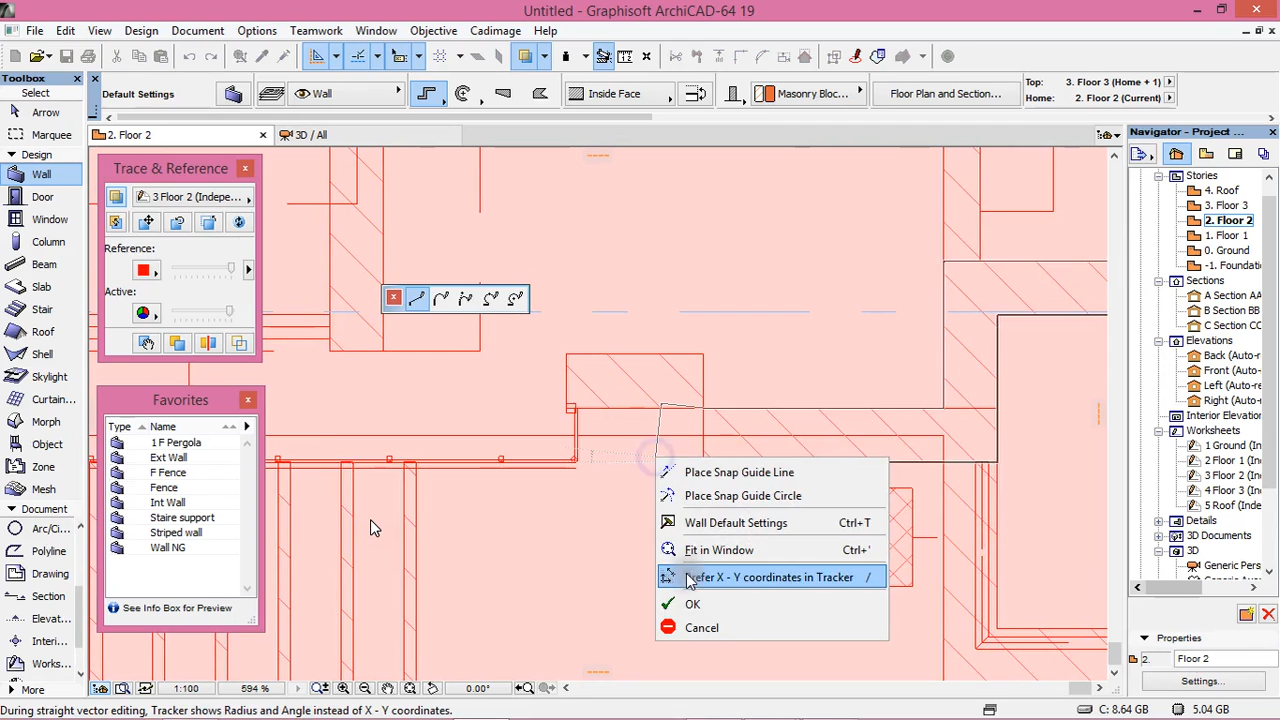 Untitled - Graphisoft ArchiCAD-64 19
File Edit View Design Document Options Teamwork Window Objective Cadimage Help
Toolbox
Select
Arrow
Marquee
Design
Wall
Door
Window
Column
Beam
Slab
Stair
Roof
Shell
Skylight
Curtain...
Morph
Object
Zone
Mesh
Document
Arc/Ci...
Polyline
Drawing
Section
Elevat...
Interi...
Works...
More
Default Settings
Wall
Inside Face
Masonry Bloc...
Floor Plan and Section...
Top: 3. Floor 3 (Home + 1)
Home: 2. Floor 2 (Current)
2. Floor 2
3D / All
Trace & Reference
3 Floor 2 (Indepe...
Reference:
Active:
Favorites
Type Name
1 F Pergola
Ext Wall
F Fence
Fence
Int Wall
Staire support
Striped wall
Wall NG
See Info Box for Preview
Place Snap Guide Line
Place Snap Guide Circle
Wall Default Settings Ctrl+T
Fit in Window Ctrl+'
Prefer X - Y coordinates in Tracker /
OK
Cancel
Navigator - Project ...
Stories
4. Roof
3. Floor 3
2. Floor 2
1. Floor 1
0. Ground
-1. Foundatio
Sections
A Section AA
B Section BB
C Section CC
Elevations
Back (Auto-r
Front (Auto-r
Left (Auto-re
Right (Auto-r
Interior Elevation
Worksheets
1 Ground (Ind
2 Floor 1 (Ind
3 Floor 2 (Ind
4 Floor 3 (Ind
5 Roof (Inde
Details
3D Documents
3D
Generic Pers
Properties
2. Floor 2
Settings...
1:100
594 %
0.00°
During straight vector editing, Tracker shows Radius and Angle instead of X - Y coordinates.
C: 8.64 GB
5.04 GB